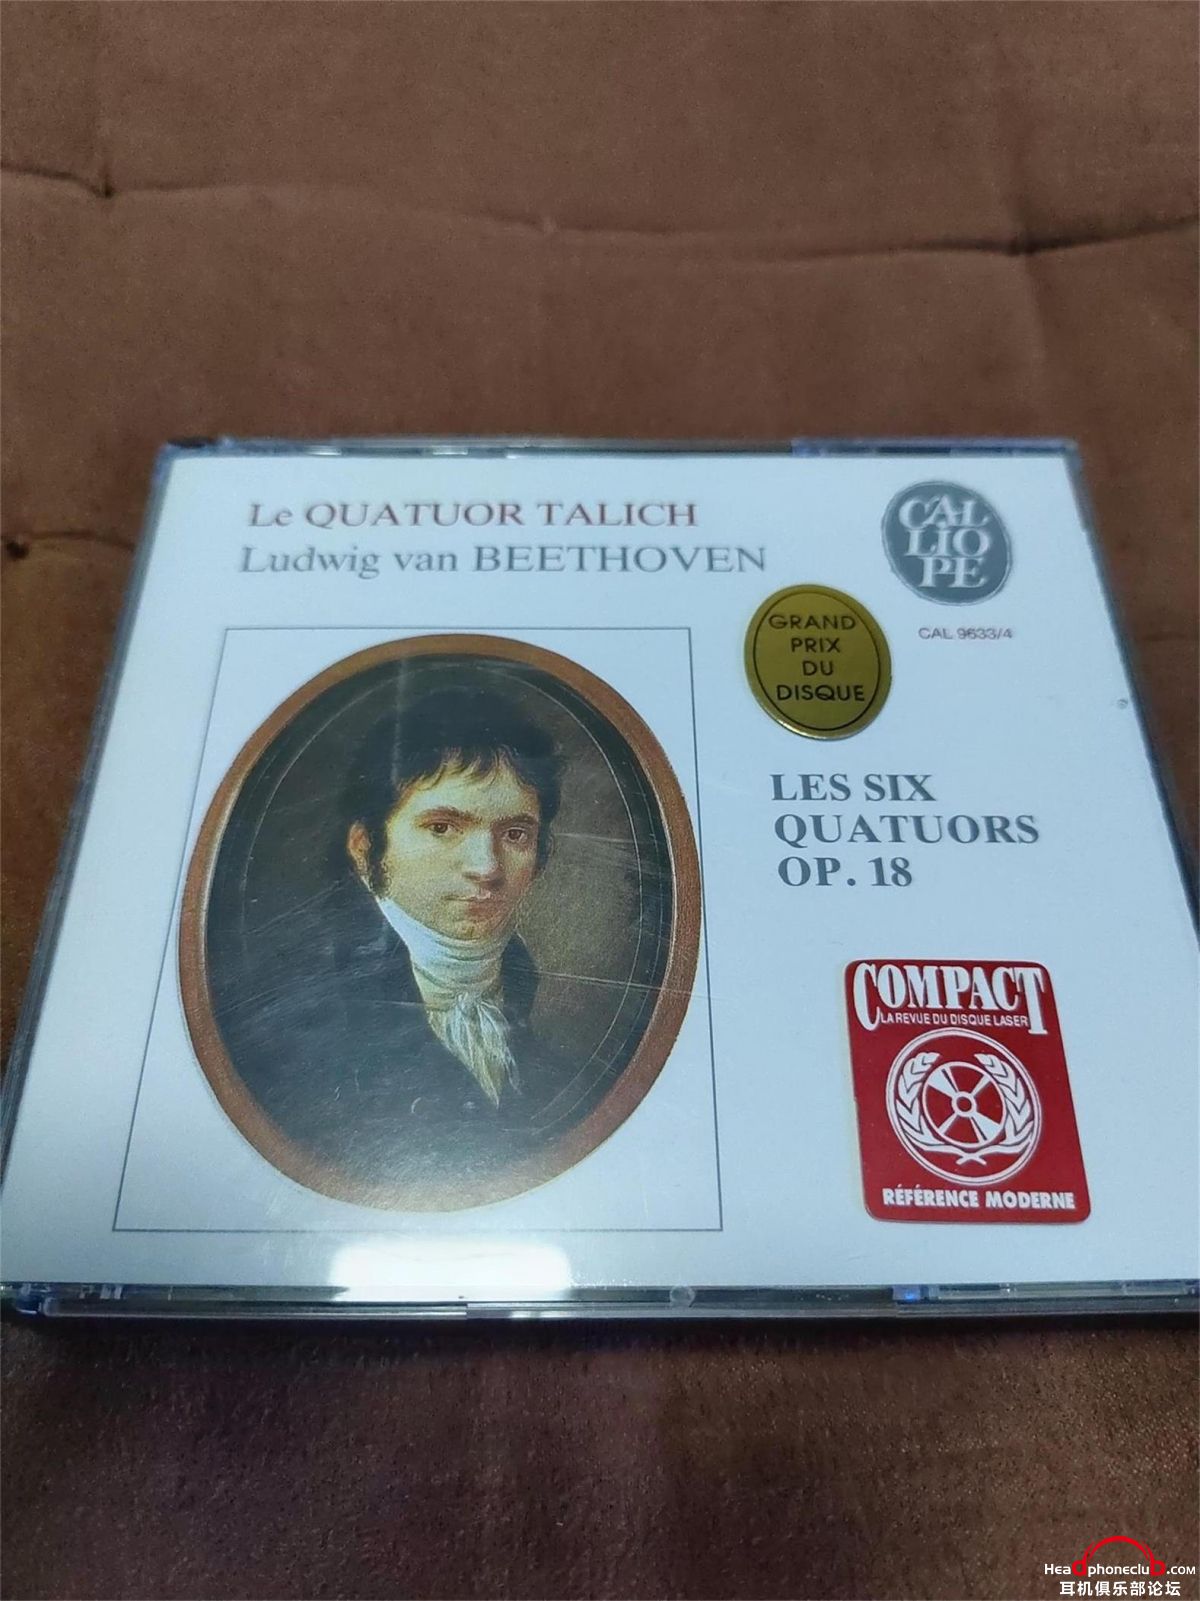 Le QUATUOR TALICH
Ludwig van BEETHOVEN
CAL
LIO
PE
CAL 9633/4
GRAND
PRIX
DU
DISQUE
LES SIX
QUATUORS
OP. 18
COMPACT
LA REVUE DU DISQUE LASER
RÉFÉRENCE MODERNE
Headphoneclub.com
耳机俱乐部论坛